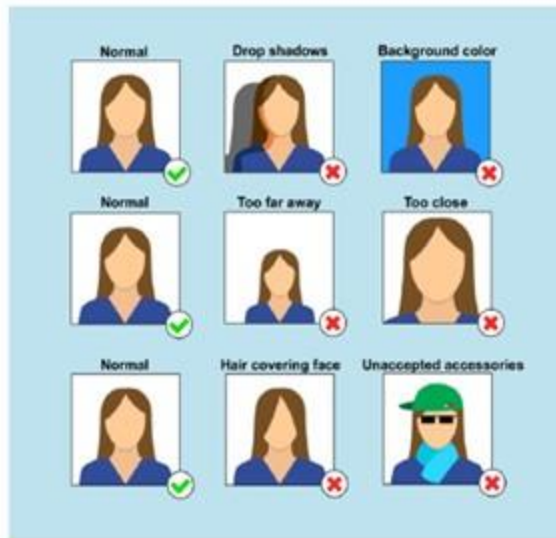 Normal
Drop shadows
Background color
Normal
Too far away
Too close
Normal
Hair covering face
Unaccepted accessories